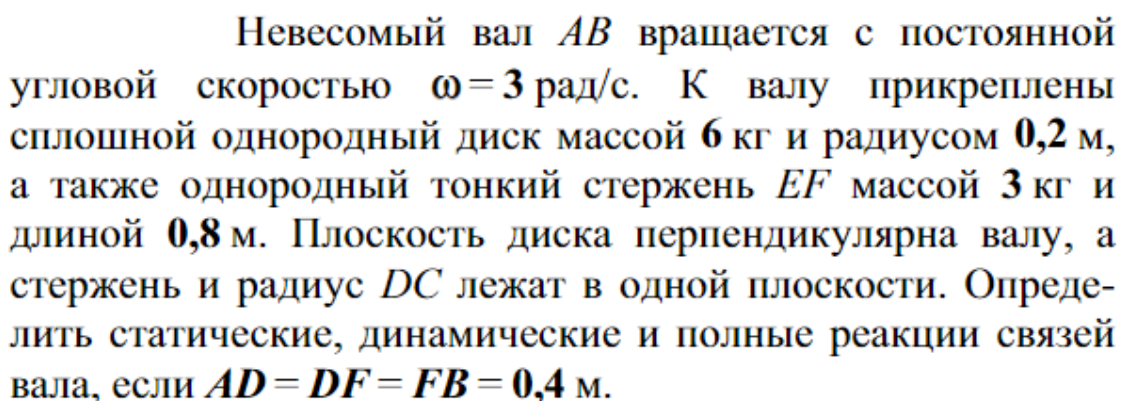 Невесомый вал AB вращается с постоянной
угловой скоростью ω = 3 рад/с. К валу прикреплены
сплошной однородный диск массой 6 кг и радиусом 0,2 м,
а также однородный тонкий стержень EF массой 3 кг и
длиной 0,8 м. Плоскость диска перпендикулярна валу, а
стержень и радиус DC лежат в одной плоскости. Опреде-
лить статические, динамические и полные реакции связей
вала, если AD = DF = FB = 0,4 м.